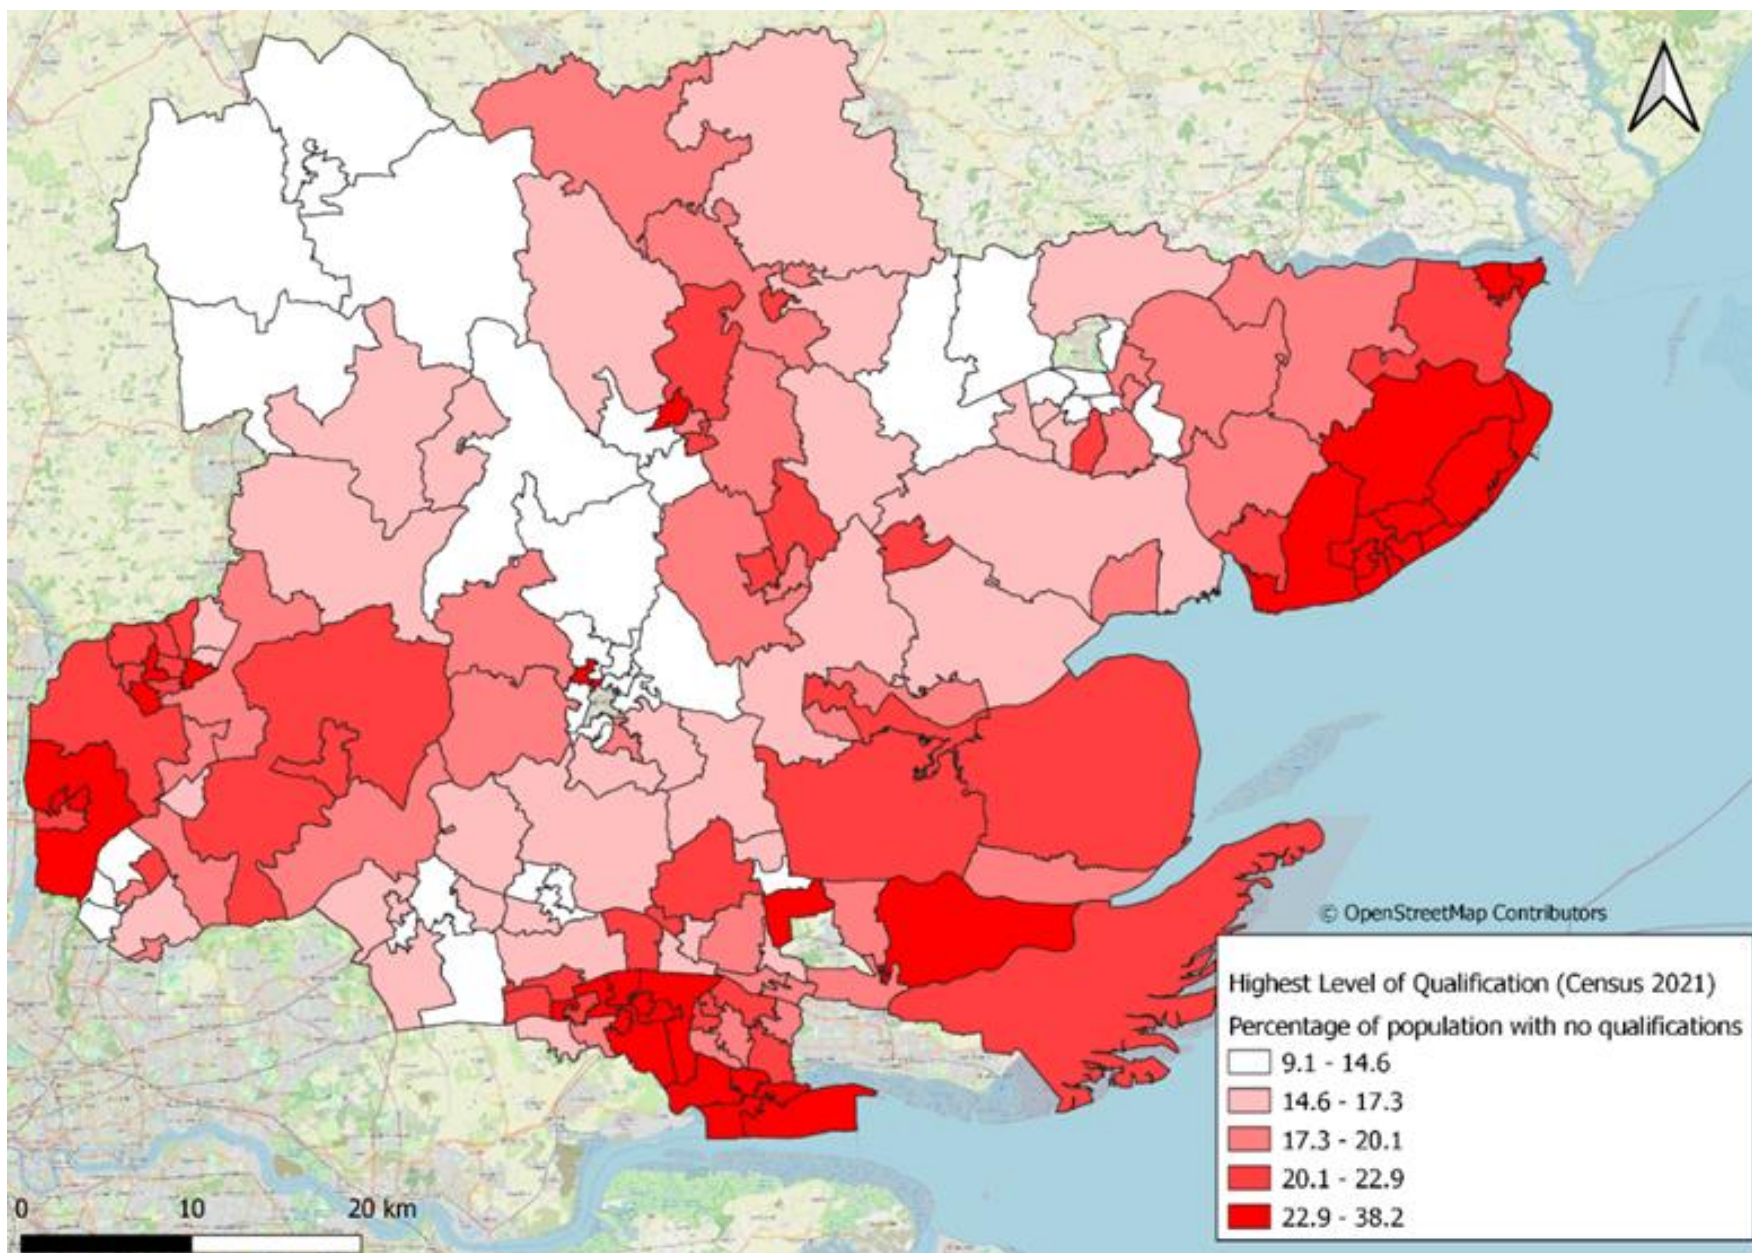 © OpenStreetMap Contributors
Highest Level of Qualification (Census 2021)
Percentage of population with no qualifications
9.1 - 14.6
14.6 - 17.3
17.3 - 20.1
20.1 - 22.9
22.9 - 38.2
0 10 20 km